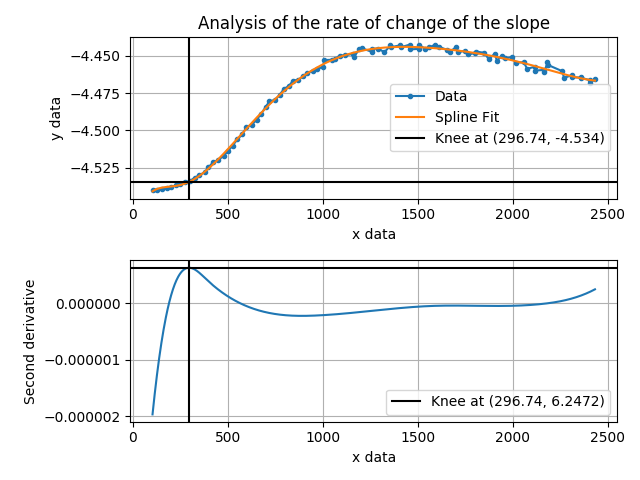 Analysis of the rate of change of the slope
y data
−4.450
−4.475
−4.500
−4.525
Data
Spline Fit
Knee at (296.74, -4.534)
0
500
1000
1500
2000
2500
x data
Second derivative
0.000000
−0.000001
−0.000002
Knee at (296.74, 6.2472)
0
500
1000
1500
2000
2500
x data